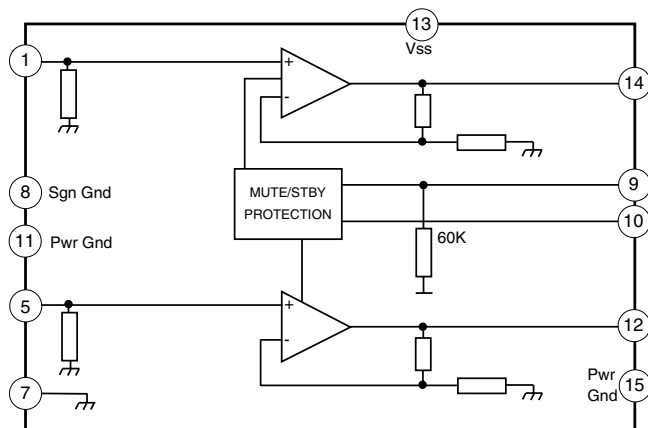 13
Vss
1
+
-
14
8 Sgn Gnd
MUTE/STBY
PROTECTION
9
10
11 Pwr Gnd
60K
5
+
-
12
7
Pwr
Gnd
15